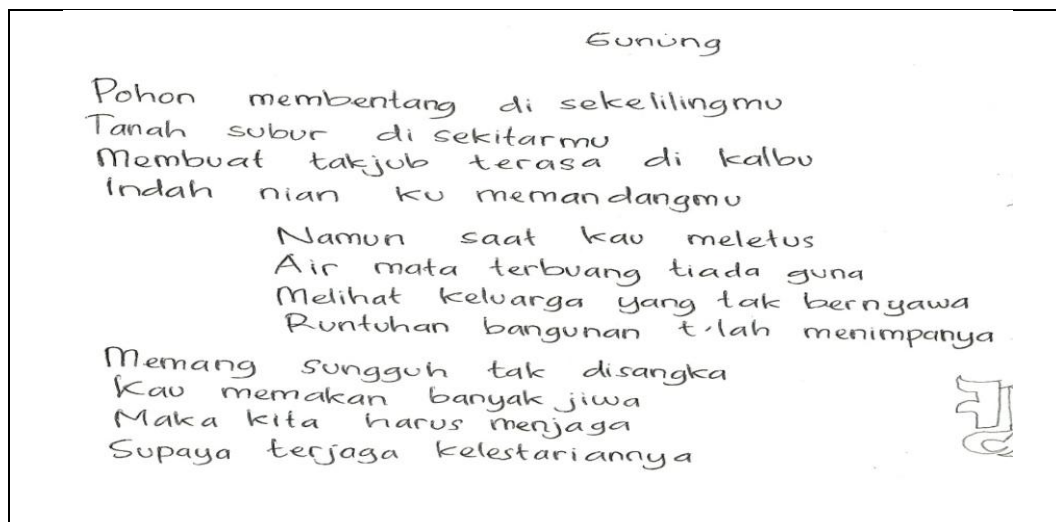 Gunung
Pohon membentang di sekelilingmu
Tanah subur di sekitarmu
Membuat takjub terasa di kalbu
Indah nian ku memandangmu
Namun saat kau meletus
Air mata terbuang tiada guna
Melihat keluarga yang tak bernyawa
Runtuhan bangunan t.lah menimpanya
Memang sungguh tak disangka
Kau memakan banyak jiwa
Maka kita harus menjaga
Supaya terjaga kelestariannya